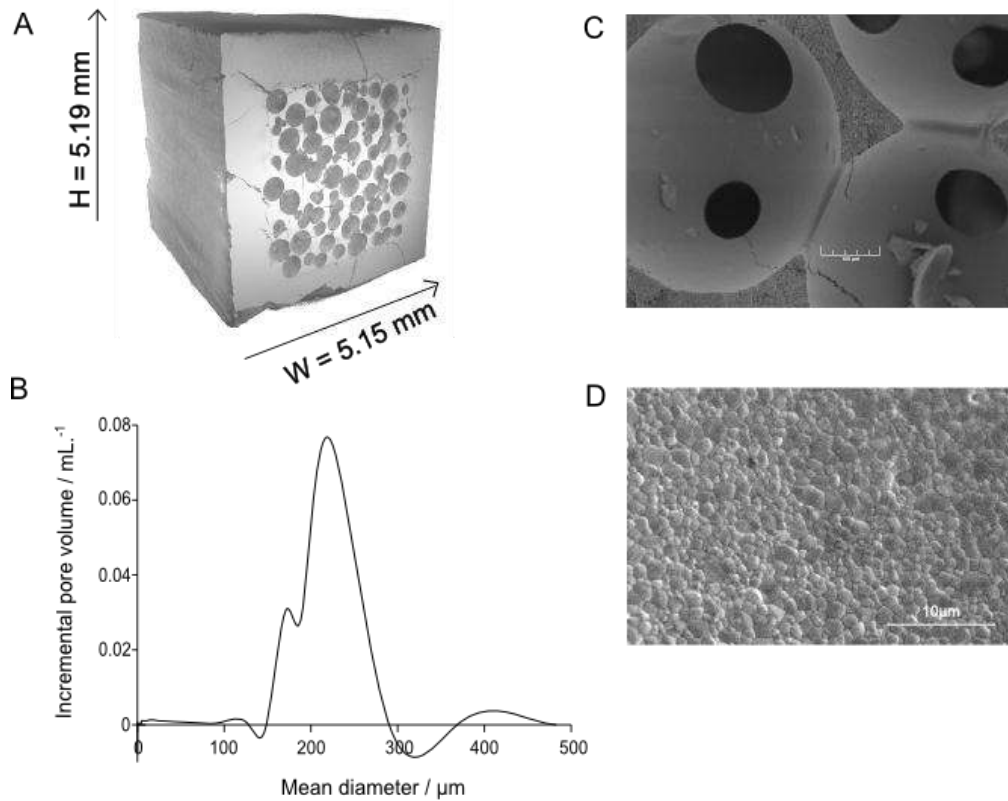 A
H = 5.19 mm
W = 5.15 mm
B
Incremental pore volume / mL.⁻¹
0.08
0.06
0.04
0.02
0
0 100 200 300 400 500
Mean diameter / µm
C
D
10µm